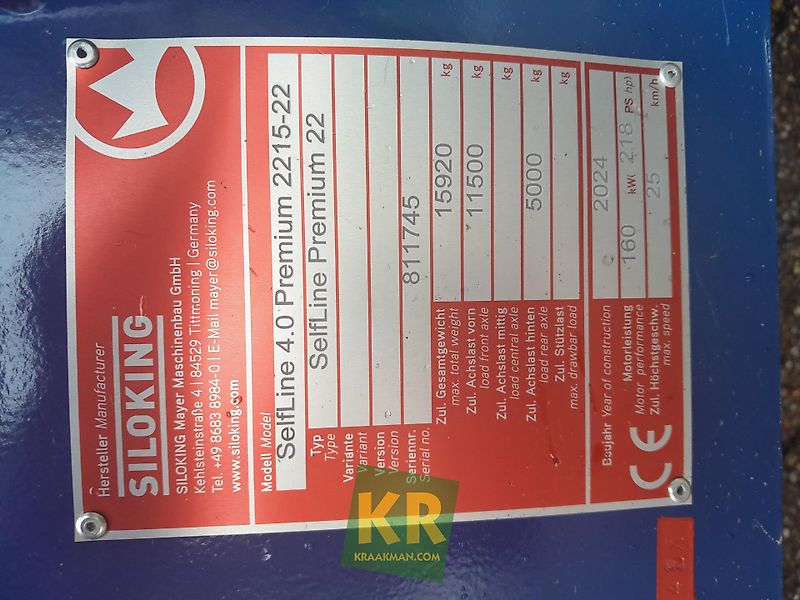 Hersteller Manufacturer
SILOKING
SILOKING Mayer Maschinenbau GmbH
Kehlsteinstraße 4 | 84529 Tittmoning | Germany
Tel. +49 8683 8984-0 | E-Mail mayer@siloking.com
www.siloking.com
Modell Model
SelfLine 4.0 Premium 2215-22
Typ
Type
SelfLine Premium 22
Variante
Variant
Version
Version
Seriennr.
Serial no.
811745
Zul. Gesamtgewicht
max. total weight
15920 kg
Zul. Achslast vorn
load front axle
11500 kg
Zul. Achslast mittig
load central axle
kg
Zul. Achslast hinten
load rear axle
5000 kg
Zul. Stützlast
max. drawbar load
kg
Baujahr Year of construction
2024
Motorleistung
Motor performance
160 kW( 218 PS hp)
Zul. Höchstgeschw.
max. speed
25 km/h
CE
KR
KRAAKMAN.COM